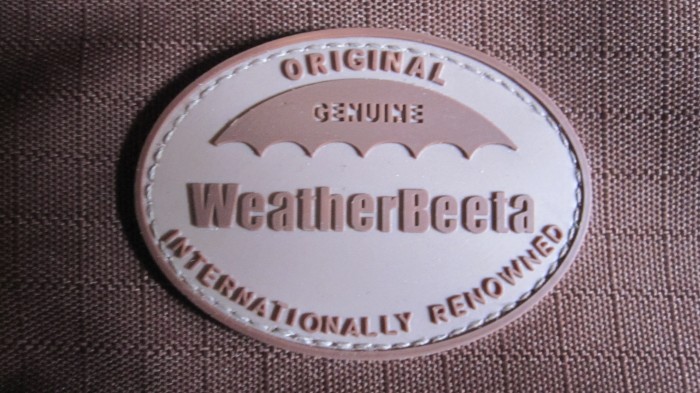 ORIGINAL
GENUINE
WeatherBeeta
INTERNATIONALLY RENOWNED